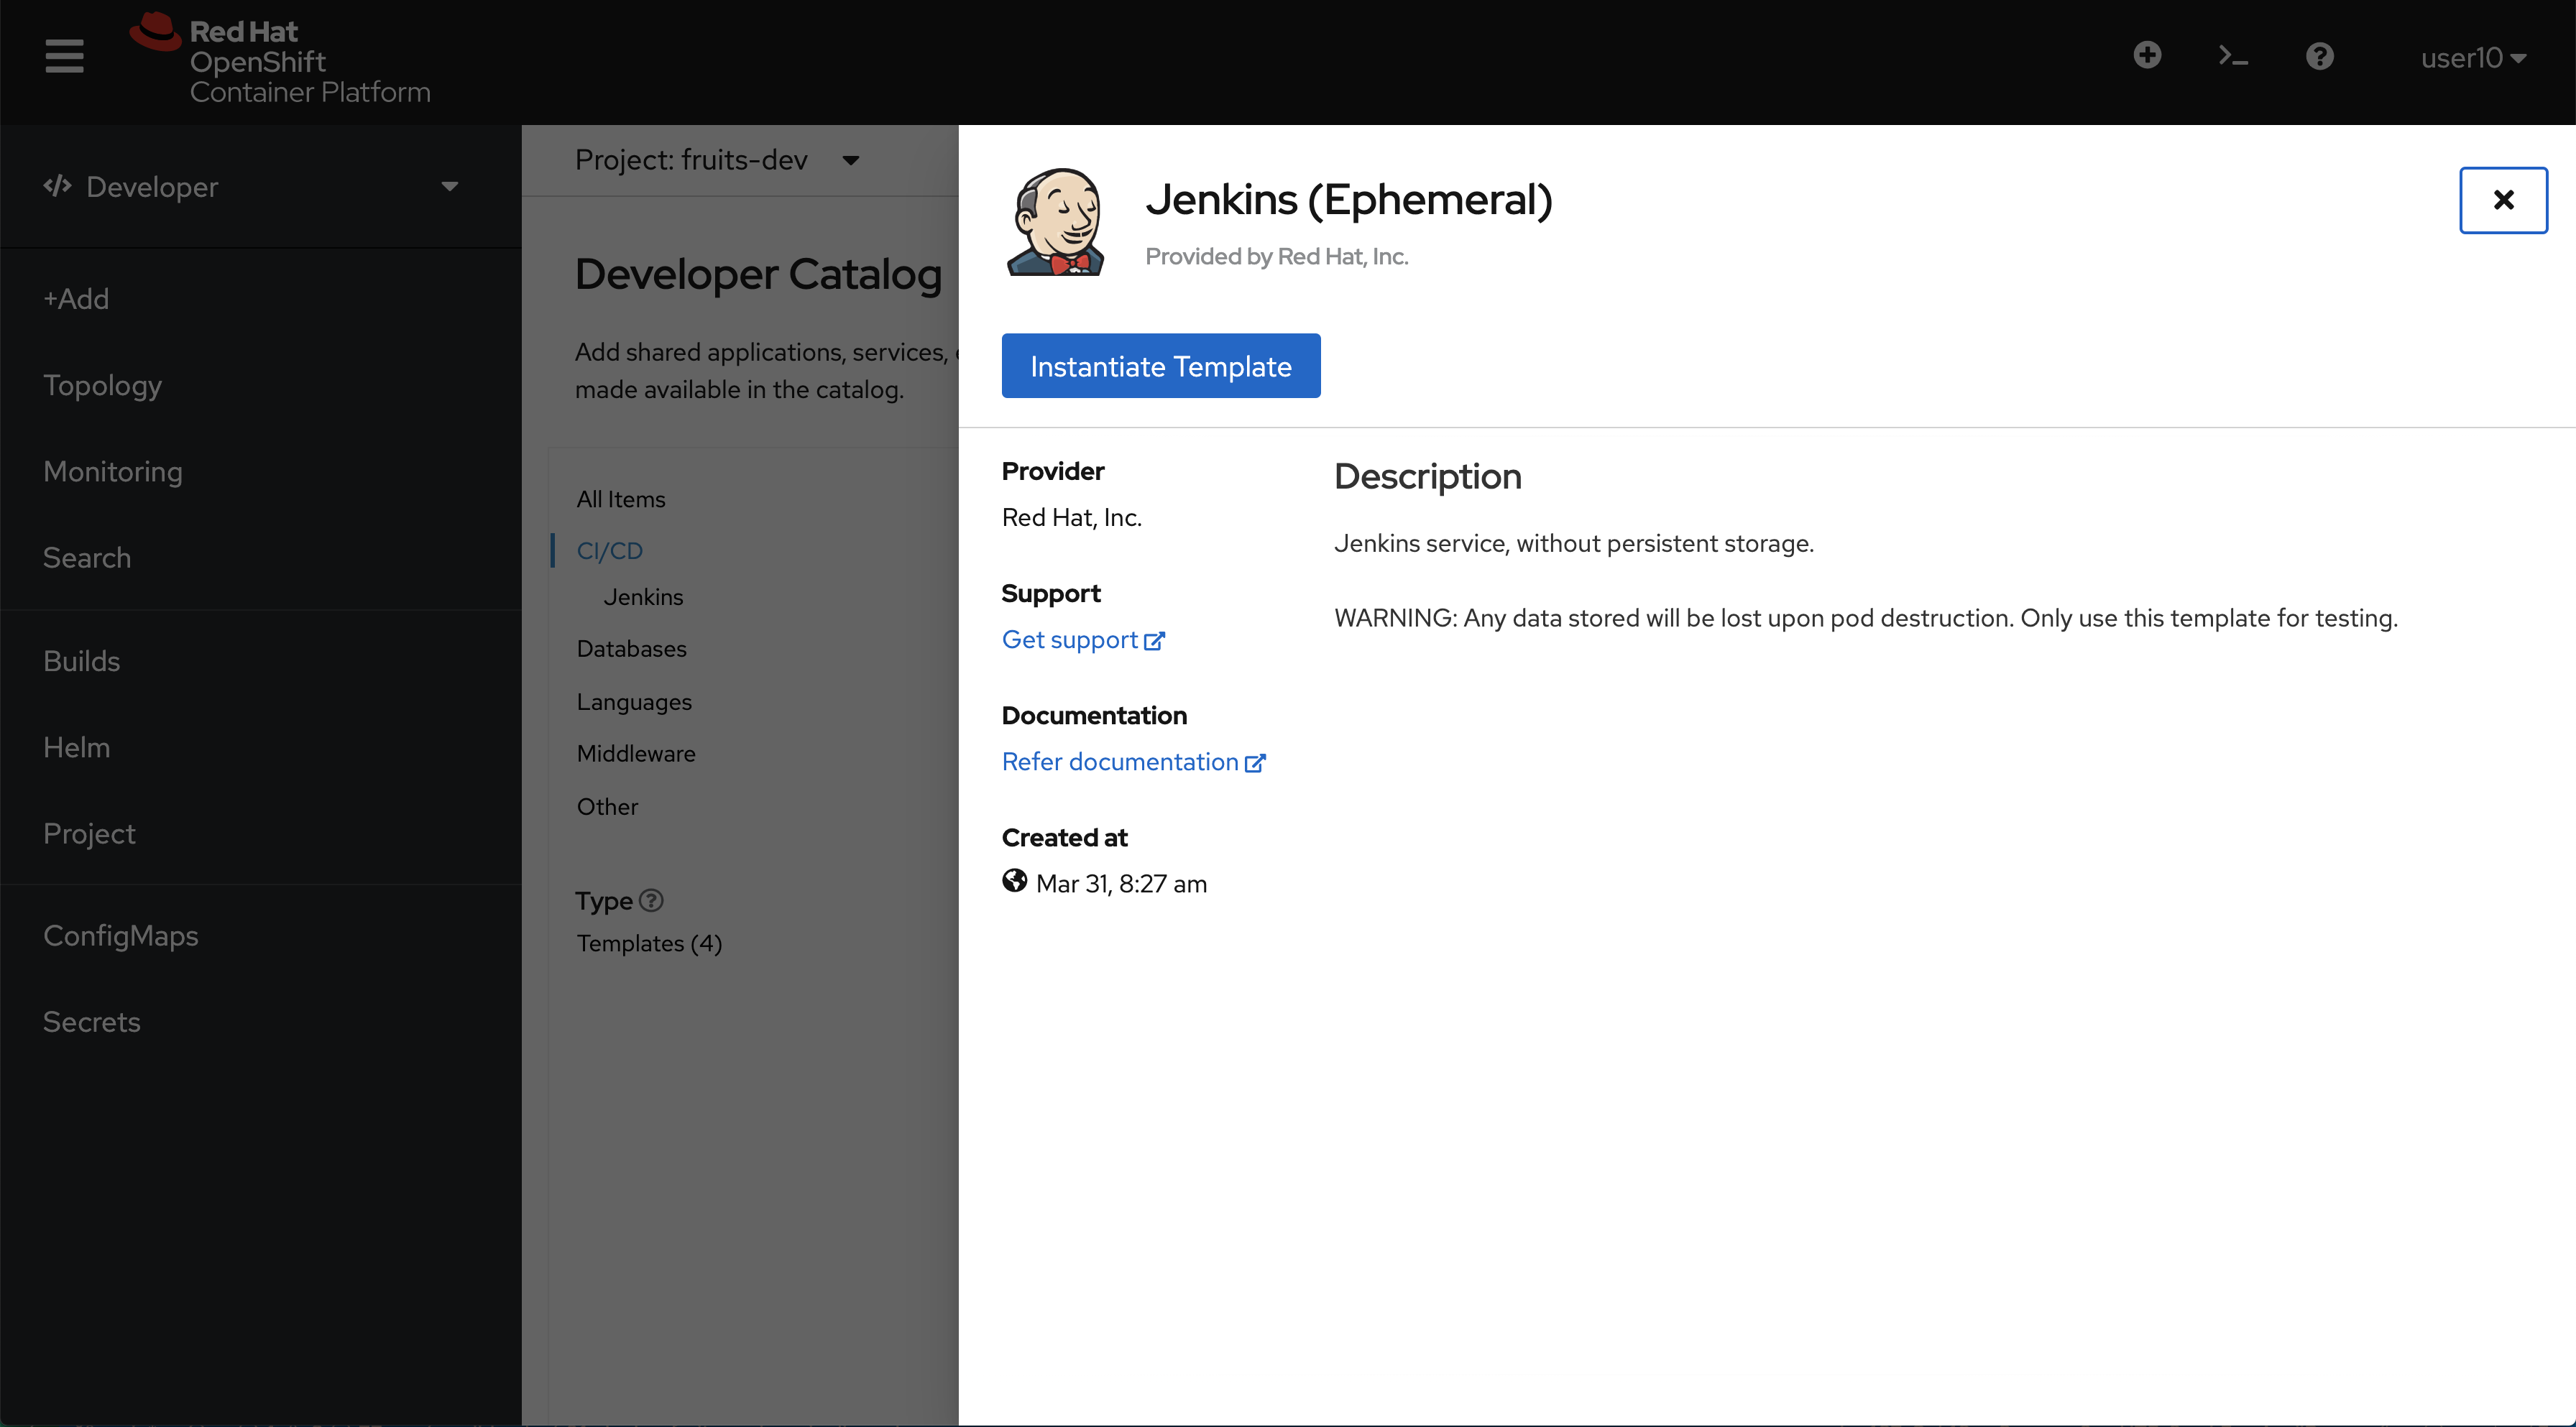 Red Hat
OpenShift
Container Platform
user10
Developer
+Add
Topology
Monitoring
Search
Builds
Helm
Project
ConfigMaps
Secrets
Project: fruits-dev
Developer Catalog
Add shared applications, services,
made available in the catalog.
All Items
CI/CD
Jenkins
Databases
Languages
Middleware
Other
Type
Templates (4)
Jenkins (Ephemeral)
Provided by Red Hat, Inc.
Instantiate Template
Provider
Red Hat, Inc.
Support
Get support
Documentation
Refer documentation
Created at
Mar 31, 8:27 am
Description
Jenkins service, without persistent storage.
WARNING: Any data stored will be lost upon pod destruction. Only use this template for testing.